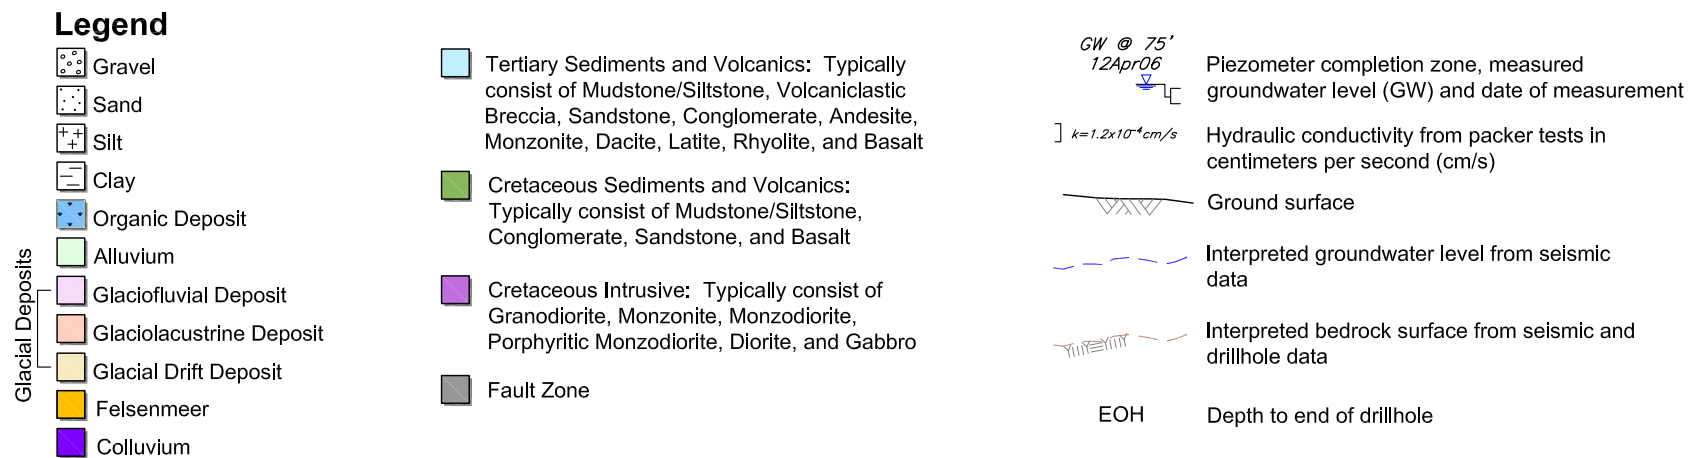 Legend
Gravel
Sand
Silt
Clay
Organic Deposit
Alluvium
Glacial Deposits
Glaciofluvial Deposit
Glaciolacustrine Deposit
Glacial Drift Deposit
Felsenmeer
Colluvium
Tertiary Sediments and Volcanics: Typically
consist of Mudstone/Siltstone, Volcaniclastic
Breccia, Sandstone, Conglomerate, Andesite,
Monzonite, Dacite, Latite, Rhyolite, and Basalt
Cretaceous Sediments and Volcanics:
Typically consist of Mudstone/Siltstone,
Conglomerate, Sandstone, and Basalt
Cretaceous Intrusive: Typically consist of
Granodiorite, Monzonite, Monzodiorite,
Porphyritic Monzodiorite, Diorite, and Gabbro
Fault Zone
GW @ 75'
12Apr06
Piezometer completion zone, measured
groundwater level (GW) and date of measurement
k=1.2x10⁻⁴cm/s
Hydraulic conductivity from packer tests in
centimeters per second (cm/s)
Ground surface
Interpreted groundwater level from seismic
data
Interpreted bedrock surface from seismic and
drillhole data
EOH
Depth to end of drillhole